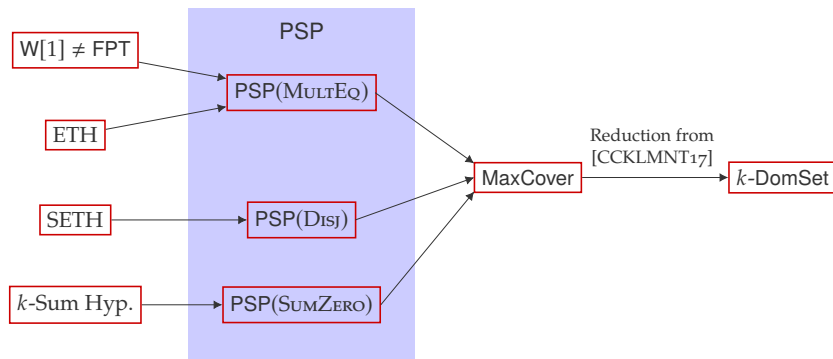 PSP
W[1] ≠ FPT
PSP(MULTEQ)
ETH
Reduction from
[CCKLMNT17]
MaxCover
k-DomSet
SETH
PSP(DISJ)
k-Sum Hyp.
PSP(SUMZERO)